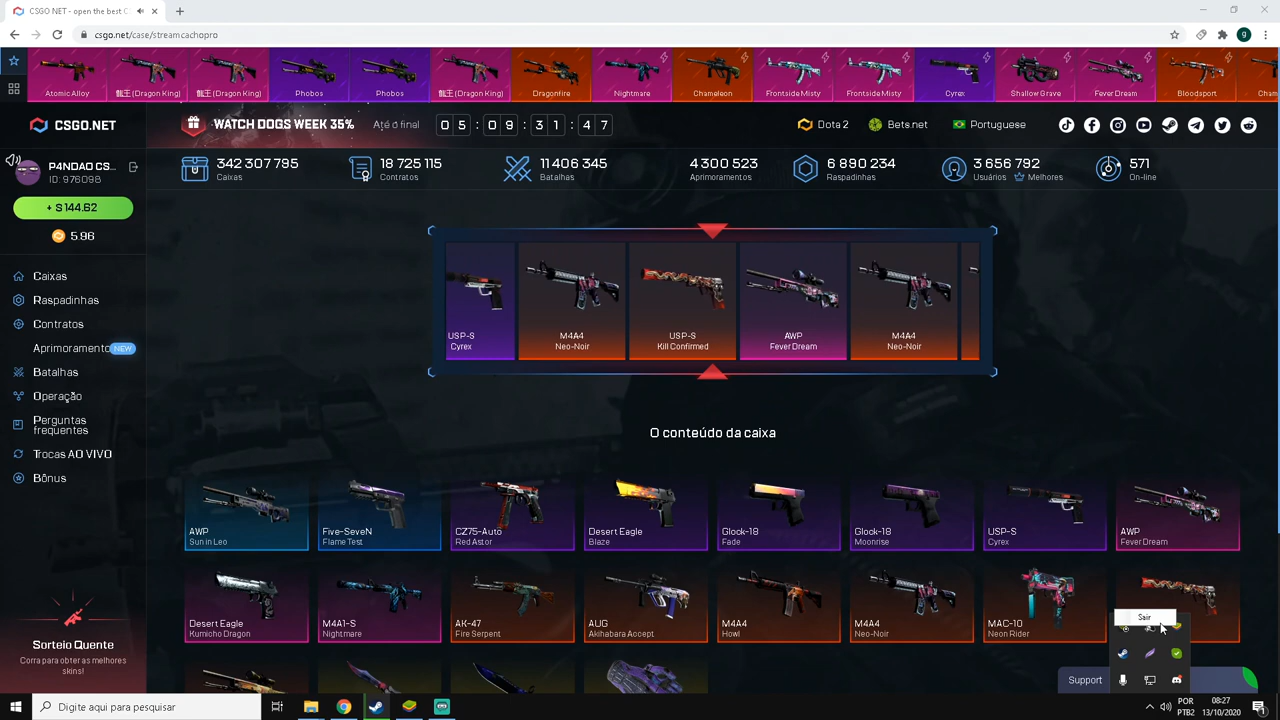 CSGO NET - open the best C
csgo.net/case/streamcachopro
g
Atomic Alloy
龍王 (Dragon King)
龍王 (Dragon King)
Phobos
Phobos
龍王 (Dragon King)
Dragonfire
Nightmare
Chameleon
Frontside Misty
Frontside Misty
Cyrex
Shallow Grave
Fever Dream
Bloodsport
Cham
CSGO.NET
WATCH DOGS WEEK 35%
Até o final
05:09:31:47
Dota 2
Bets.net
Portuguese
P4NDAO CS...
ID: 976098
+ $ 144.62
5.96
342 307 795
Caixas
18 725 115
Contratos
11 406 345
Batalhas
4 300 523
Aprimoramentos
6 890 234
Raspadinhas
3 656 792
Usuários
Melhores
571
On-line
Caixas
Raspadinhas
Contratos
Aprimoramento
NEW
Batalhas
Operação
Perguntas
frequentes
Trocas AO VIVO
Bônus
Sorteio Quente
Corra para obter as melhores
skins!
USP-S
Cyrex
M4A4
Neo-Noir
USP-S
Kill Confirmed
AWP
Fever Dream
M4A4
Neo-Noir
O conteúdo da caixa
AWP
Sun in Leo
Five-SeveN
Flame Test
CZ75-Auto
Red Astor
Desert Eagle
Blaze
Glock-18
Fade
Glock-18
Moonrise
USP-S
Cyrex
AWP
Fever Dream
Desert Eagle
Kumicho Dragon
M4A1-S
Nightmare
AK-47
Fire Serpent
AUG
Akihabara Accept
M4A4
Howl
M4A4
Neo-Noir
MAC-10
Neon Rider
Sair
Support
Digite aqui para pesquisar
POR
PTB2
08:27
13/10/2020
1